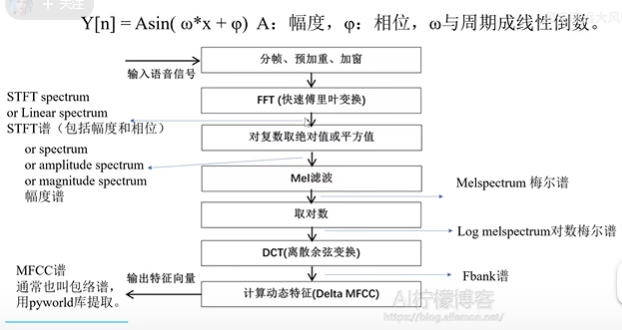 + 关注
Y[n] = Asin( ω*x + φ)  A：幅度，φ：相位，ω与周期成线性倒数。
分帧、预加重、加窗
输入语音信号
FFT (快速傅里叶变换)
STFT spectrum
or Linear spectrum
STFT谱（包括幅度和相位）
对复数取绝对值或平方值
or spectrum
or amplitude spectrum
or magnitude spectrum
幅度谱
Mel滤波
Melspectrum 梅尔谱
取对数
Log melspectrum对数梅尔谱
DCT(离散余弦变换)
Fbank谱
MFCC谱
通常也叫包络谱，
用pyworld库提取。
输出特征向量
计算动态特征(Delta MFCC)
AI柠檬博客
https://blog.ailemon.net/